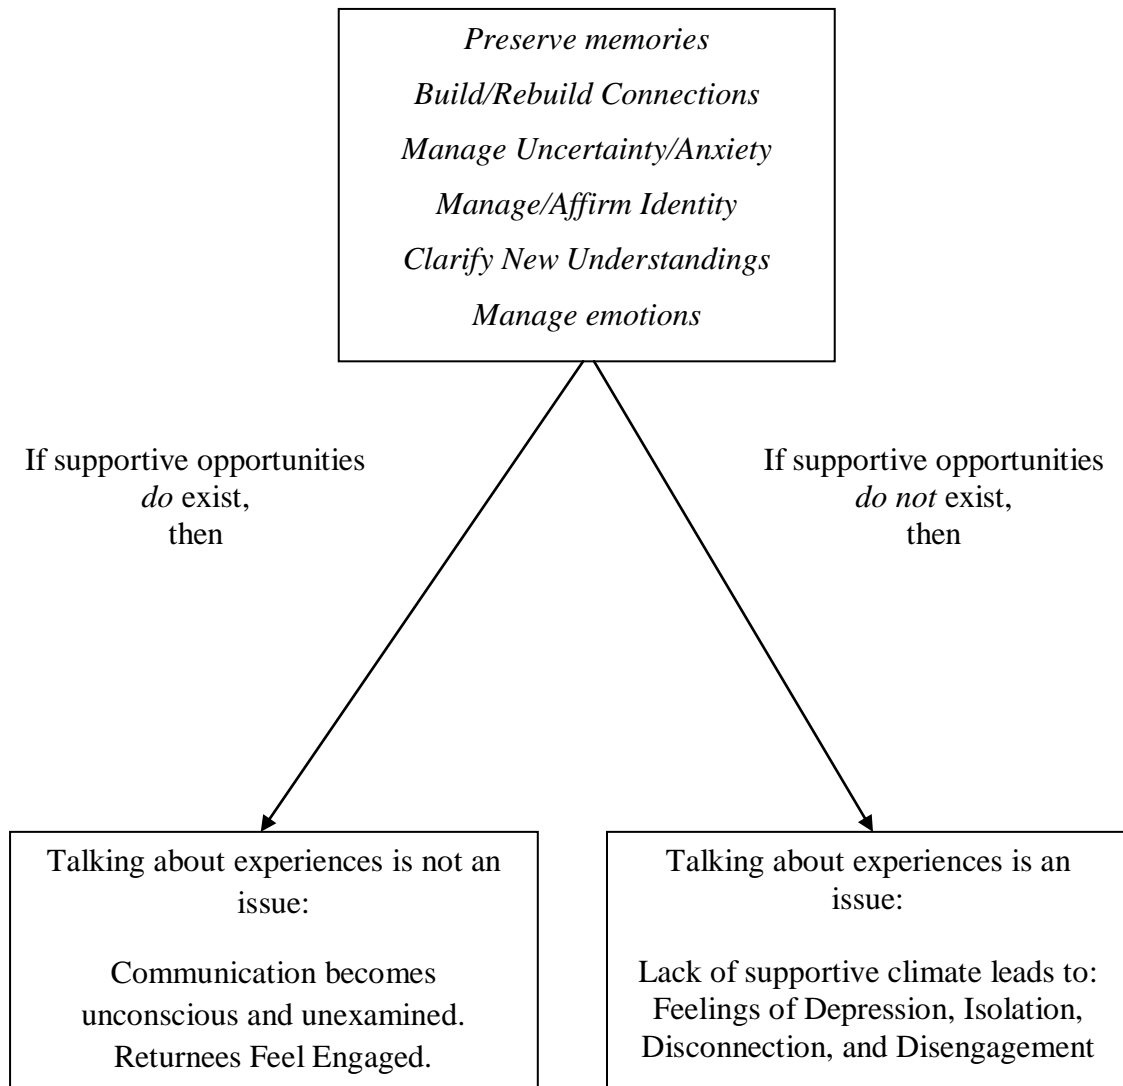 Preserve memories
Build/Rebuild Connections
Manage Uncertainty/Anxiety
Manage/Affirm Identity
Clarify New Understandings
Manage emotions
If supportive opportunities
do exist,
then
If supportive opportunities
do not exist,
then
Talking about experiences is not an
issue:
Communication becomes
unconscious and unexamined.
Returnees Feel Engaged.
Talking about experiences is an
issue:
Lack of supportive climate leads to:
Feelings of Depression, Isolation,
Disconnection, and Disengagement